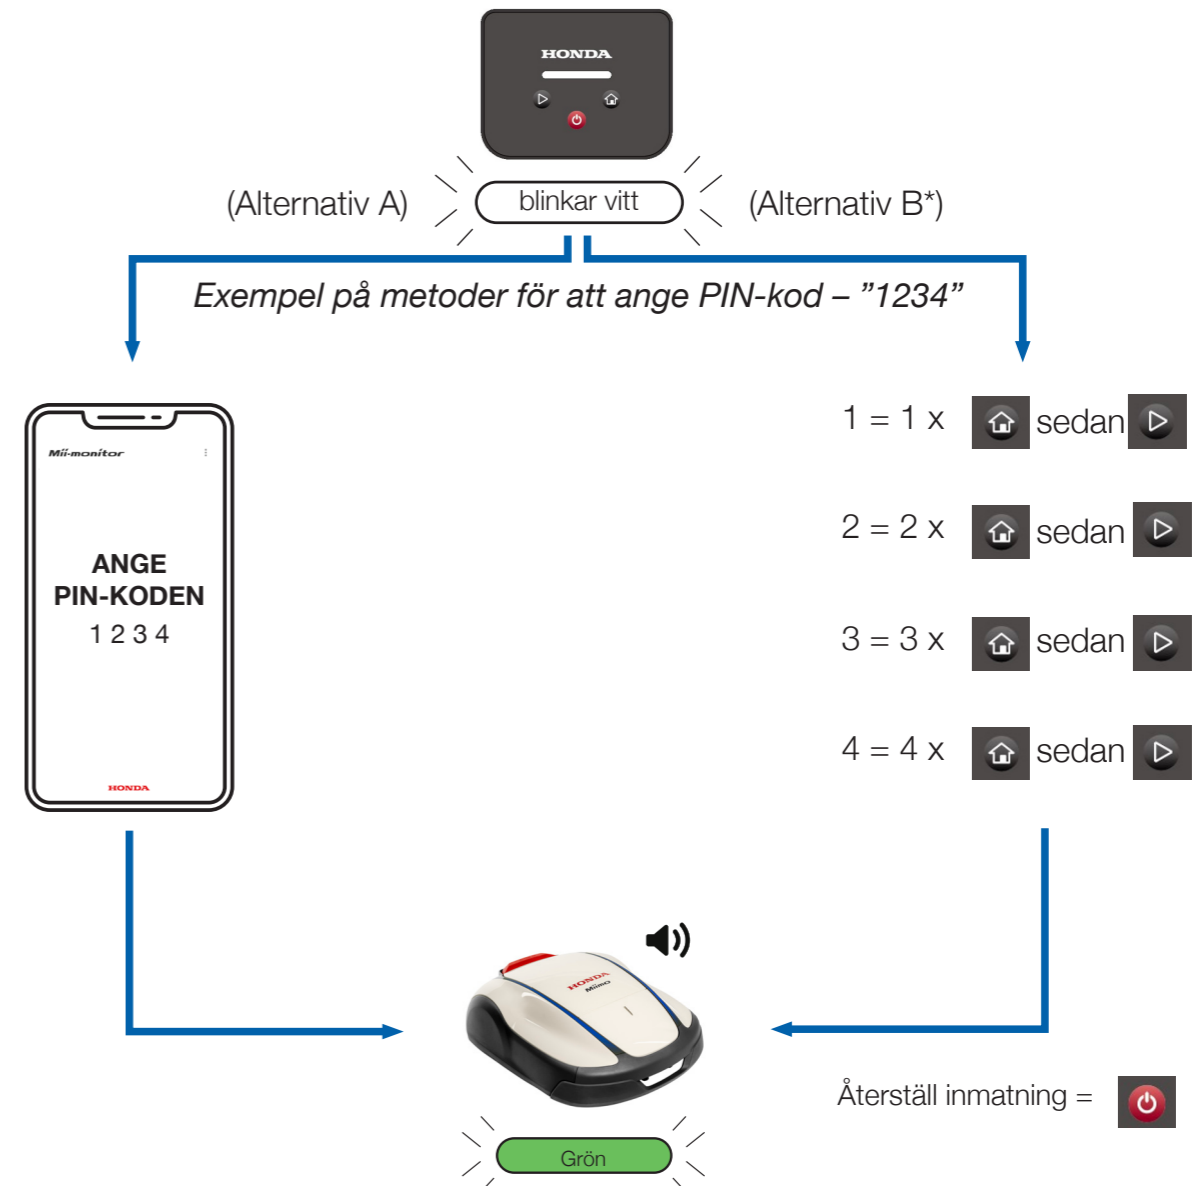 HONDA
(Alternativ A)
blinkar vitt
(Alternativ B*)
Exempel på metoder för att ange PIN-kod – ”1234”
Mii-monitor
ANGE
PIN-KODEN
1 2 3 4
HONDA
1 = 1 x sedan
2 = 2 x sedan
3 = 3 x sedan
4 = 4 x sedan
HONDA
Miimo
Återställ inmatning =
Grön